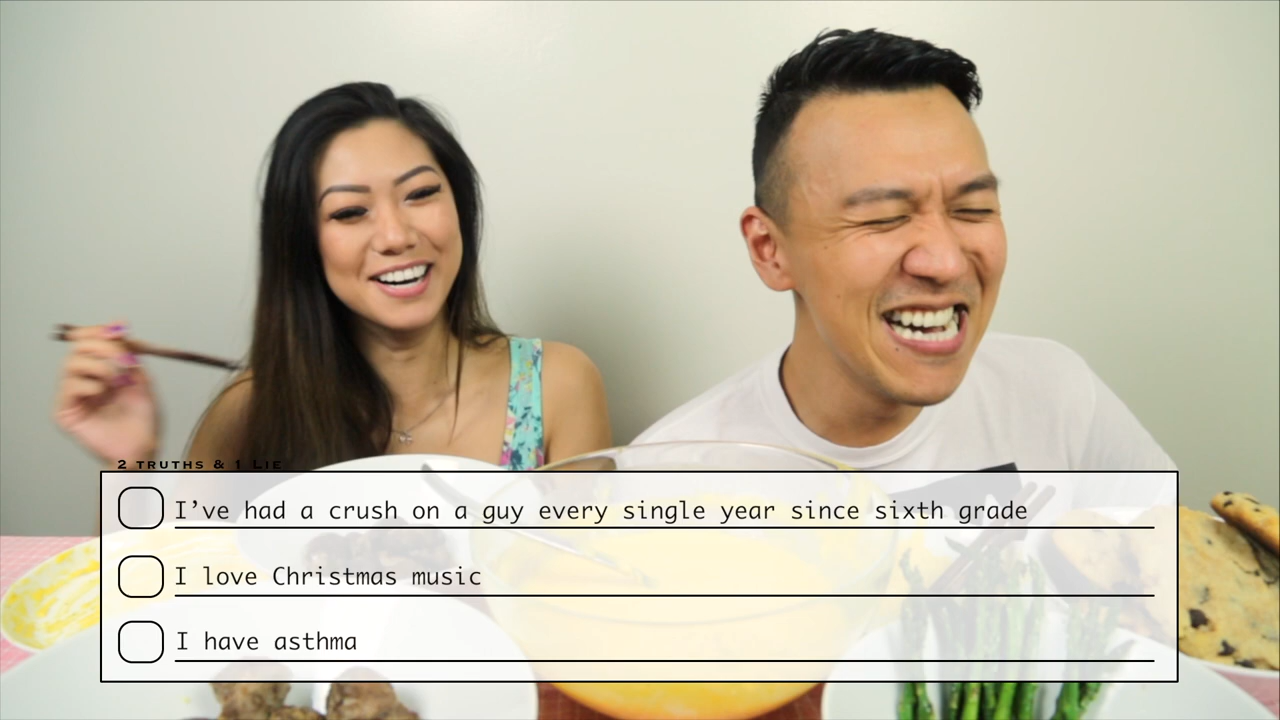 2 TRUTHS & 1 LIE
I’ve had a crush on a guy every single year since sixth grade
I love Christmas music
I have asthma